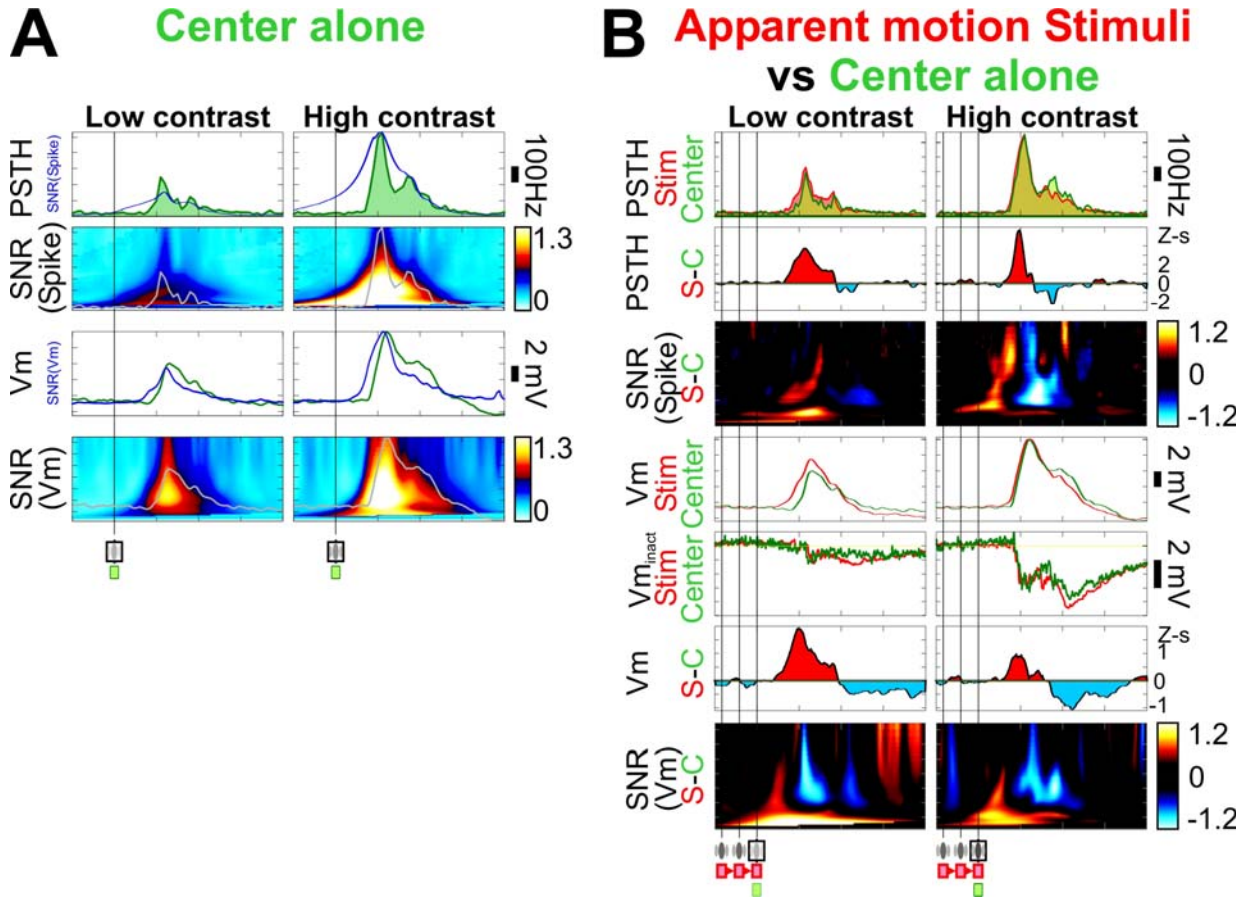 A
Center alone
Low contrast
High contrast
PSTH
SNR(Spike)
100Hz
SNR
(Spike)
1.3
0
Vm
SNR(Vm)
2 mV
SNR
(Vm)
1.3
0
B
Apparent motion Stimuli
vs Center alone
Low contrast
High contrast
PSTH
Stim
Center
100Hz
PSTH
S-C
Z-s
2
0
-2
SNR
(Spike)
S-C
1.2
0
-1.2
Vm
Stim
Center
2 mV
Vminact
Stim
Center
2 mV
Vm
S-C
Z-s
1
0
-1
SNR
(Vm)
S-C
1.2
0
-1.2